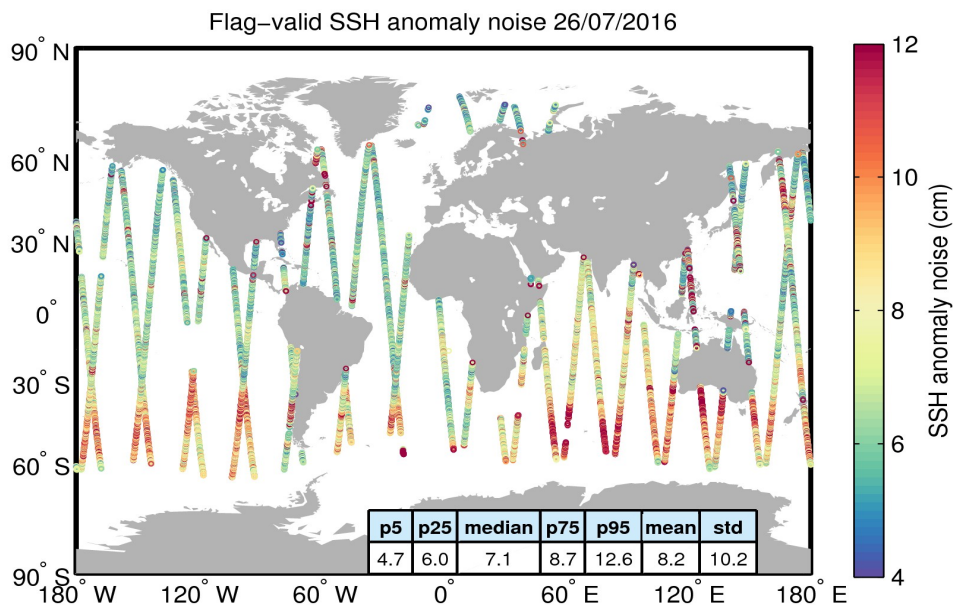 Flag−valid SSH anomaly noise 26/07/2016
90° N
60° N
30° N
0°
30° S
60° S
90° S
180° W
120° W
60° W
0°
60° E
120° E
180° E
p5 p25 median p75 p95 mean std
4.7 6.0 7.1 8.7 12.6 8.2 10.2
12
10
8
6
4
SSH anomaly noise (cm)